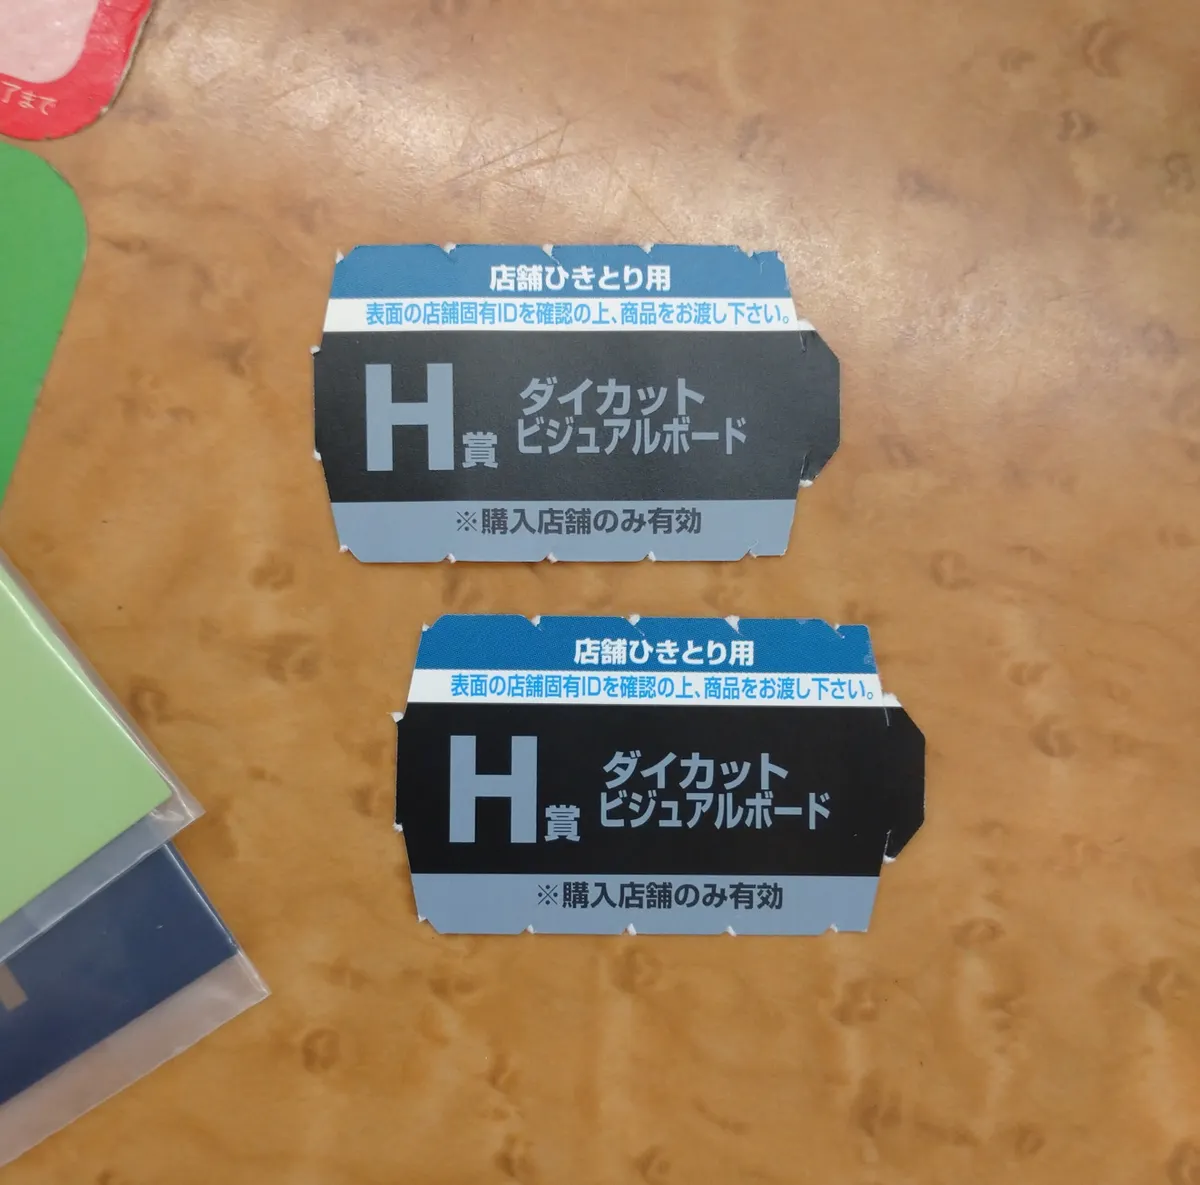 了まで
店舗ひきとり用
表面の店舗固有IDを確認の上、商品をお渡し下さい。
H賞 ダイカット
ビジュアルボード
※購入店舗のみ有効
店舗ひきとり用
表面の店舗固有IDを確認の上、商品をお渡し下さい。
H賞 ダイカット
ビジュアルボード
※購入店舗のみ有効